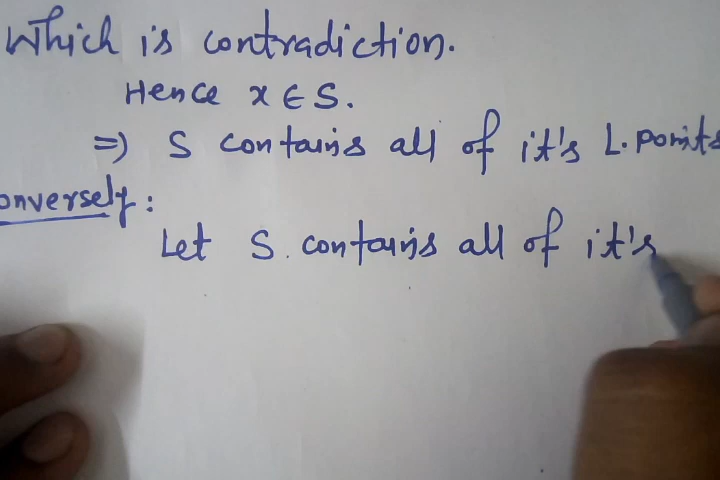 Which is contradiction.
Hence x ∈ S.
⇒ S contains all of it's L.points
onversely:
Let S. contains all of it's